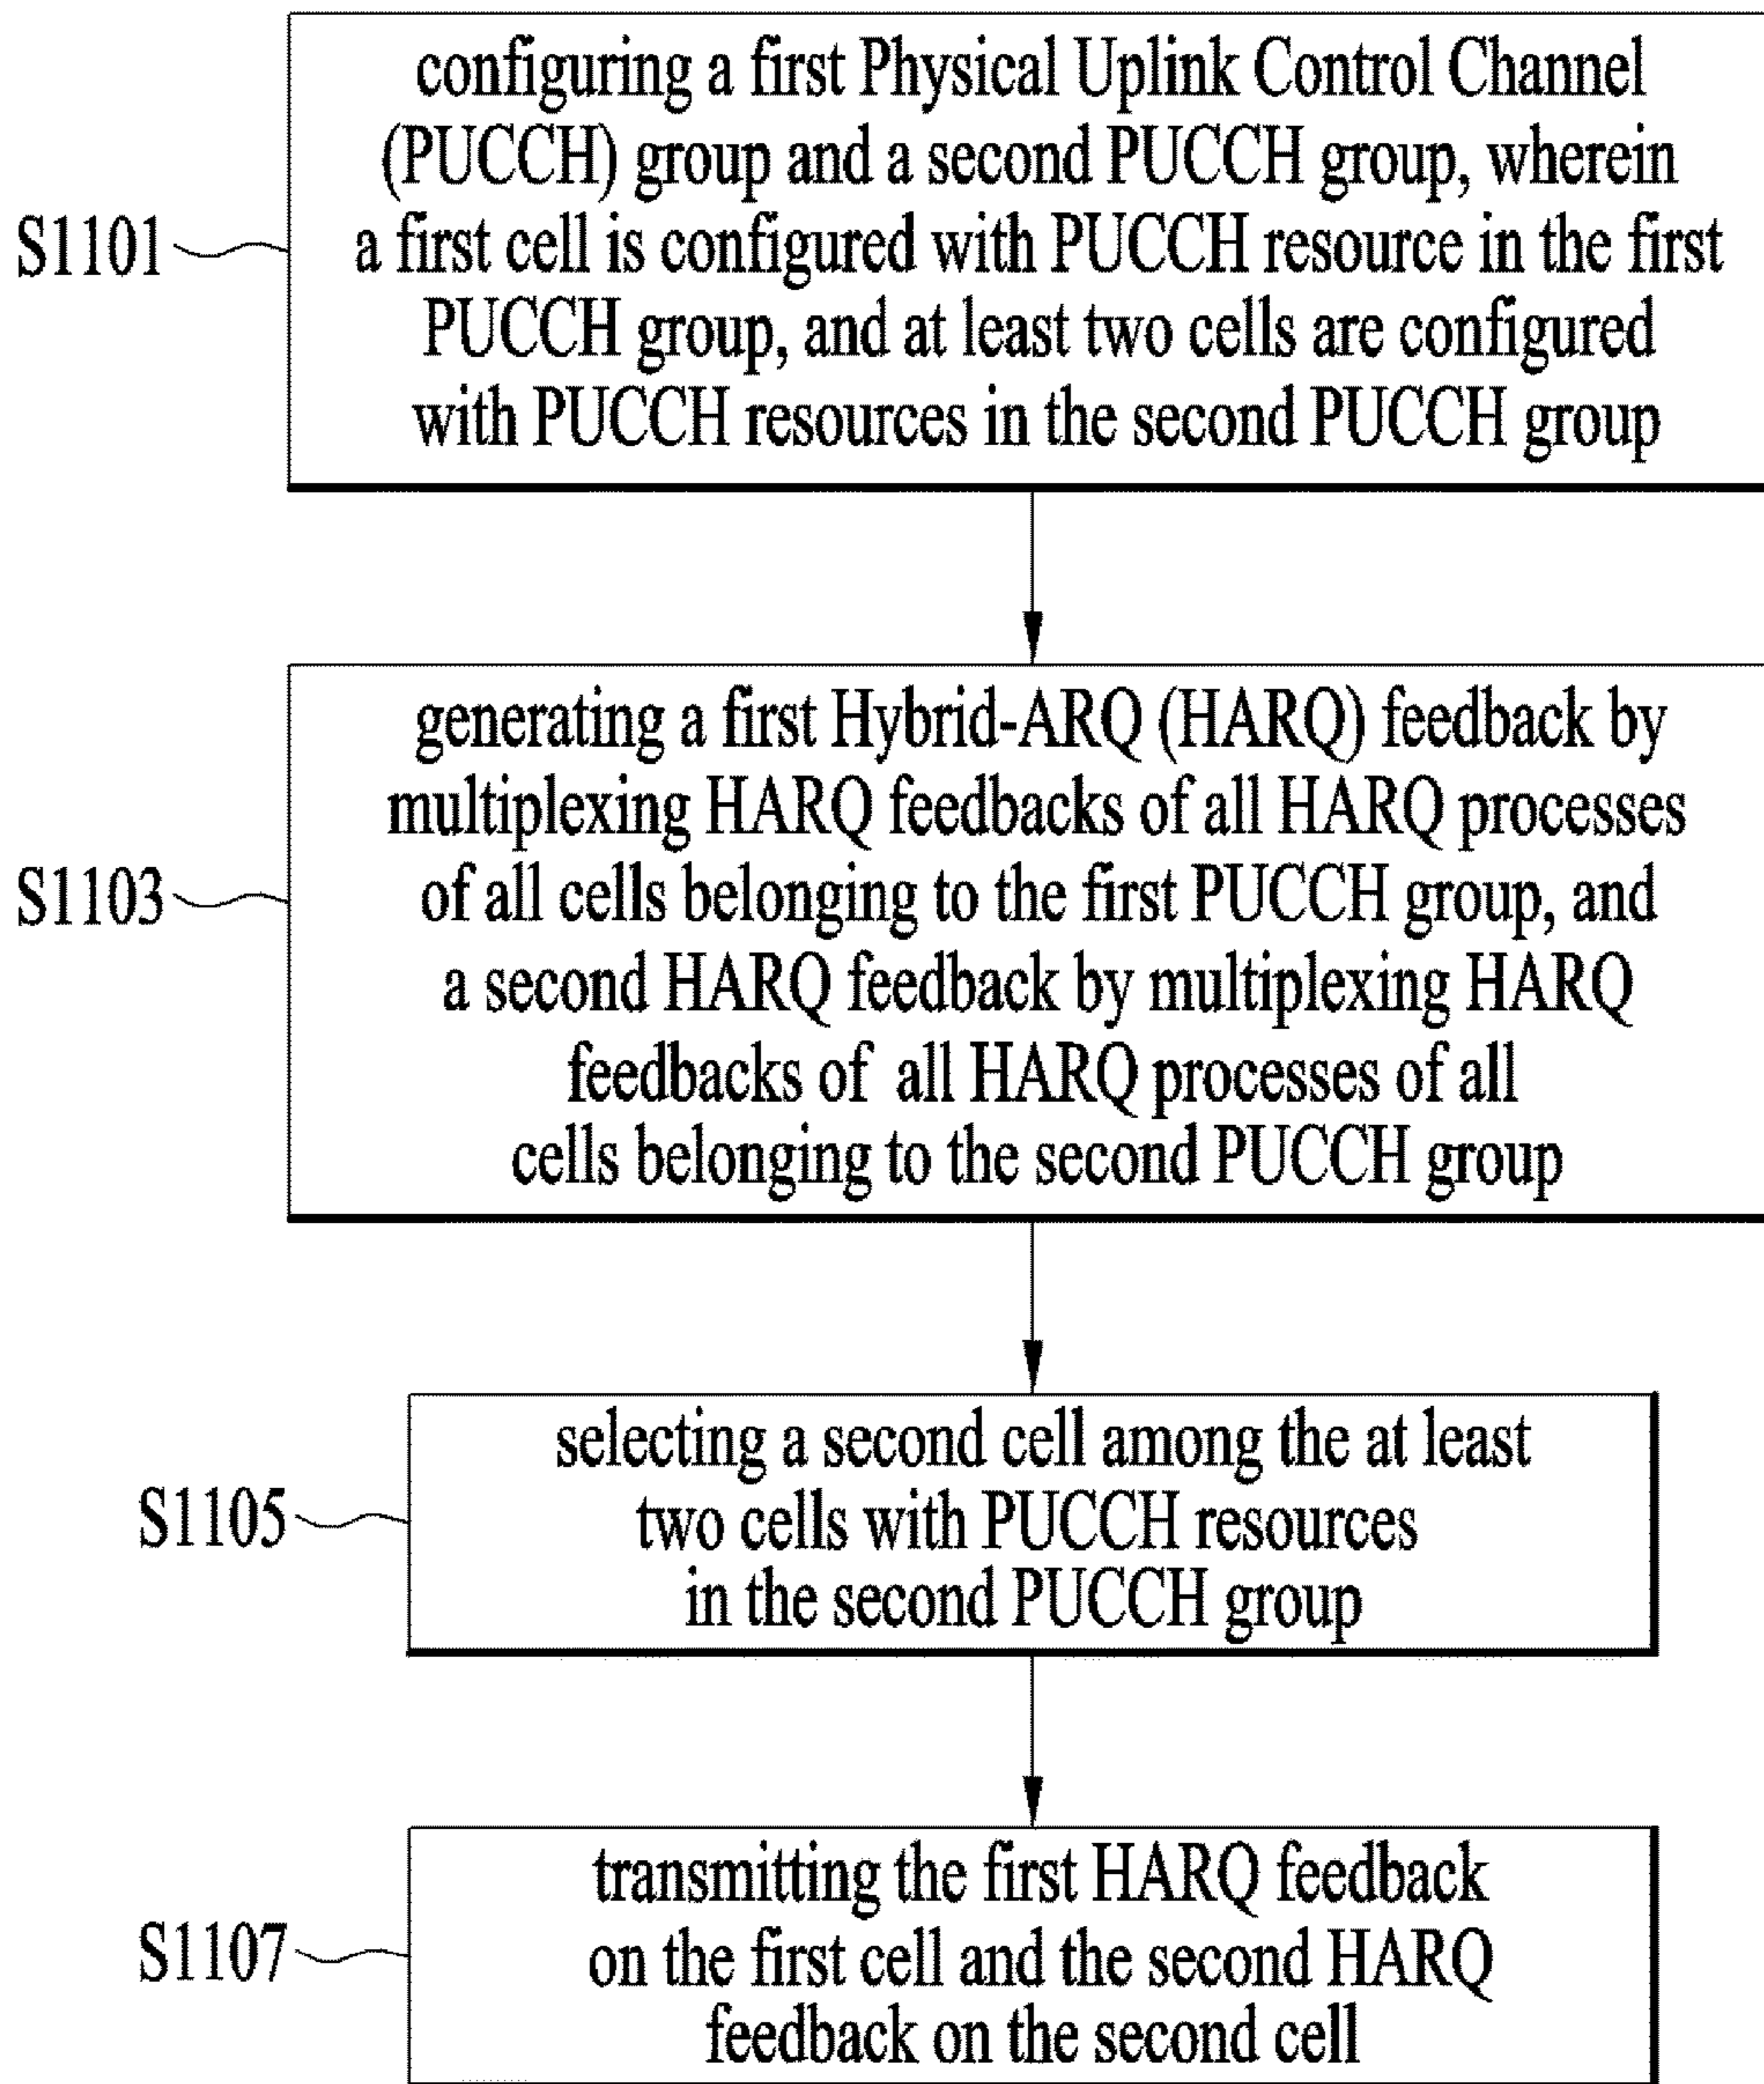 configuring a first Physical Uplink Control Channel
(PUCCH) group and a second PUCCH group, wherein
S1101
a first cell is configured with PUCCH resource in the first
PUCCH group, and at least two cells are configured
with PUCCH resources in the second PUCCH group
generating a first Hybrid-ARQ (HARQ) feedback by
multiplexing HARQ feedbacks of all HARQ processes
S1103
of all cells belonging to the first PUCCH group, and
a second HARQ feedback by multiplexing HARQ
feedbacks of all HARQ processes of all
cells belonging to the second PUCCH group
selecting a second cell among the at least
S1105
two cells with PUCCH resources
in the second PUCCH group
transmitting the first HARQ feedback
S1107
on the first cell and the second HARQ
feedback on the second cell